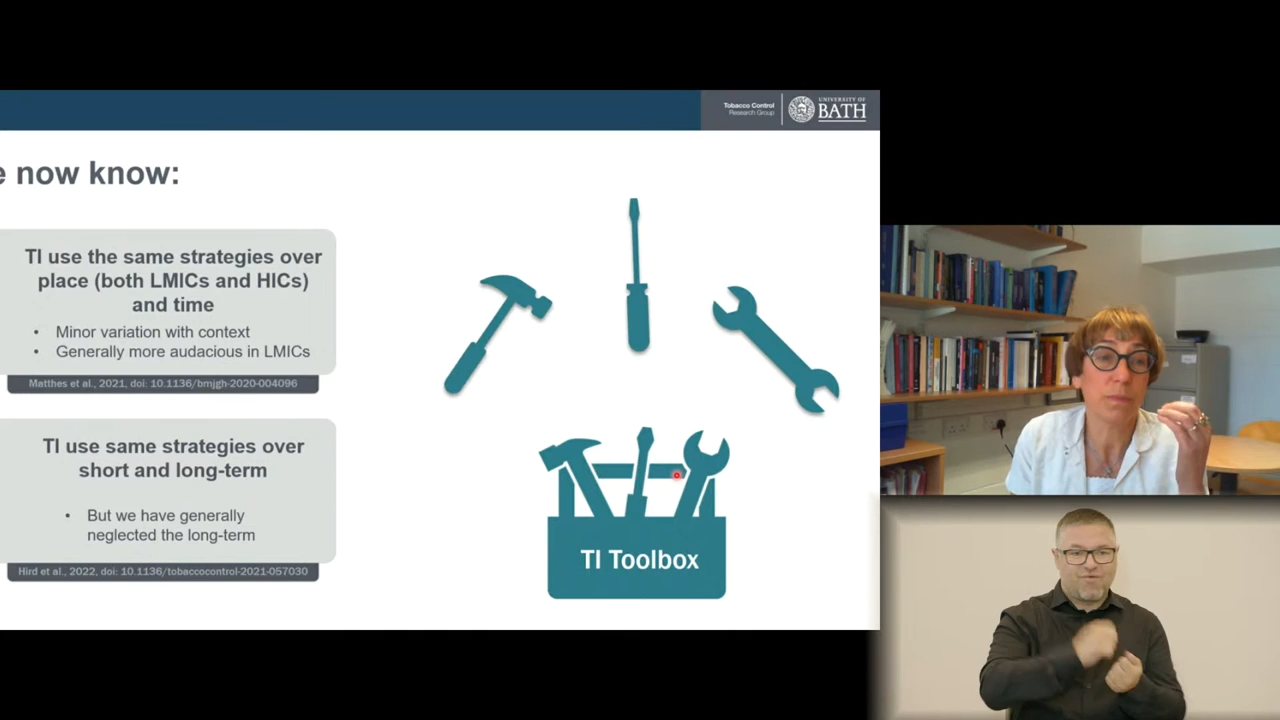 Tobacco Control
Research Group
UNIVERSITY OF
BATH
e now know:
TI use the same strategies over
place (both LMICs and HICs)
and time
• Minor variation with context
• Generally more audacious in LMICs
Matthes et al., 2021, doi: 10.1136/bmjgh-2020-004096
TI use same strategies over
short and long-term
• But we have generally
neglected the long-term
Hird et al., 2022, doi: 10.1136/tobaccocontrol-2021-057030
TI Toolbox